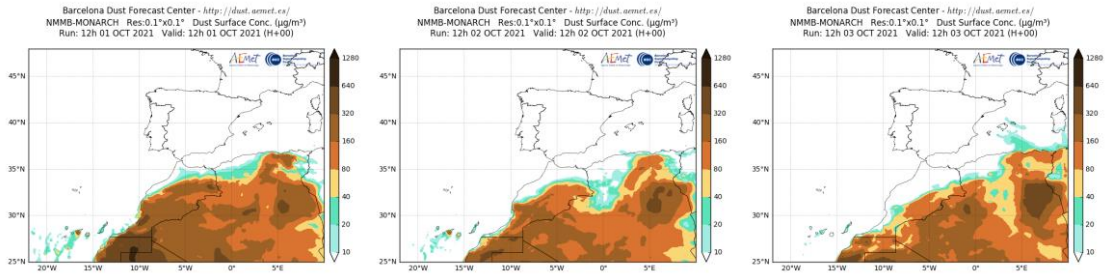 Barcelona Dust Forecast Center - http://dust.aemet.es/
NMMB-MONARCH Res:0.1°x0.1° Dust Surface Conc. (µg/m³)
Run: 12h 01 OCT 2021 Valid: 12h 01 OCT 2021 (H+00)
45°N
40°N
35°N
30°N
25°N
20°W
15°W
10°W
5°W
0°
5°E
AEMet
1280
640
320
160
80
40
20
10
Barcelona Dust Forecast Center - http://dust.aemet.es/
NMMB-MONARCH Res:0.1°x0.1° Dust Surface Conc. (µg/m³)
Run: 12h 02 OCT 2021 Valid: 12h 02 OCT 2021 (H+00)
45°N
40°N
35°N
30°N
25°N
20°W
15°W
10°W
5°W
0°
5°E
AEMet
1280
640
320
160
80
40
20
10
Barcelona Dust Forecast Center - http://dust.aemet.es/
NMMB-MONARCH Res:0.1°x0.1° Dust Surface Conc. (µg/m³)
Run: 12h 03 OCT 2021 Valid: 12h 03 OCT 2021 (H+00)
45°N
40°N
35°N
30°N
25°N
20°W
15°W
10°W
5°W
0°
5°E
AEMet
1280
640
320
160
80
40
20
10